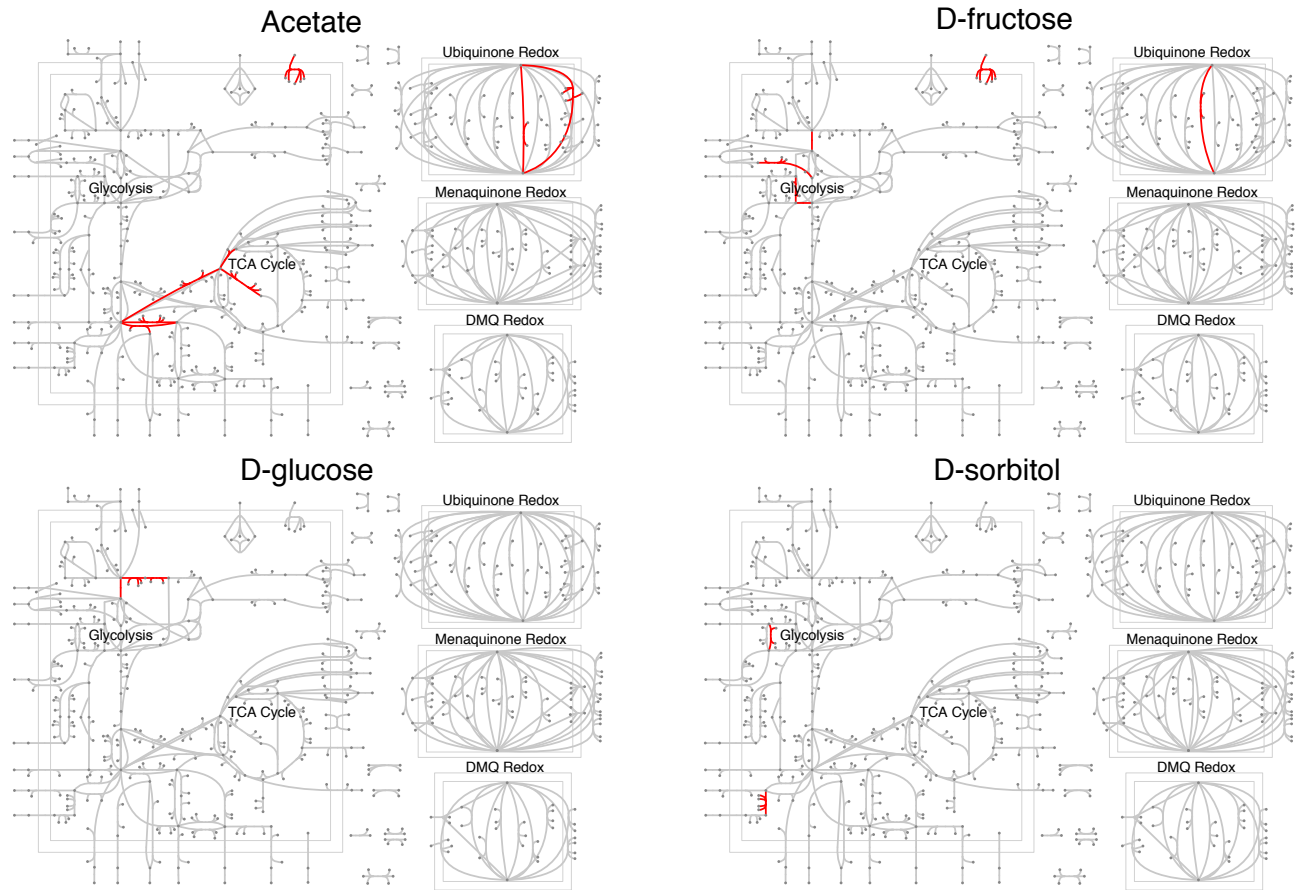 Acetate
Ubiquinone Redox
Glycolysis
Menaquinone Redox
TCA Cycle
DMQ Redox
D-fructose
Ubiquinone Redox
Glycolysis
Menaquinone Redox
TCA Cycle
DMQ Redox
D-glucose
Ubiquinone Redox
Glycolysis
Menaquinone Redox
TCA Cycle
DMQ Redox
D-sorbitol
Ubiquinone Redox
Glycolysis
Menaquinone Redox
TCA Cycle
DMQ Redox